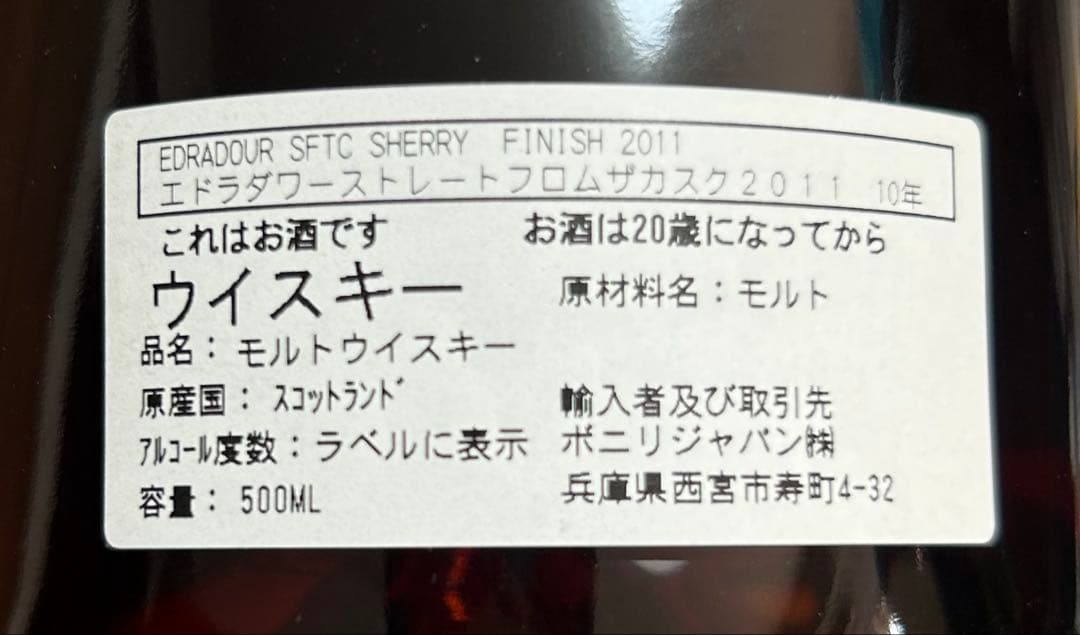 EDRADOUR SFTC SHERRY FINISH 2011
エドラダワーストレートフロムザカスク２０１１ 10年
これはお酒です お酒は20歳になってから
ウイスキー 原材料名：モルト
品名：モルトウイスキー
原産国：ｽｺｯﾄﾗﾝﾄﾞ 輸入者及び取引先
ｱﾙｺｰﾙ度数：ラベルに表示 ボニリジャパン㈱
容量：500ML 兵庫県西宮市寿町4-32